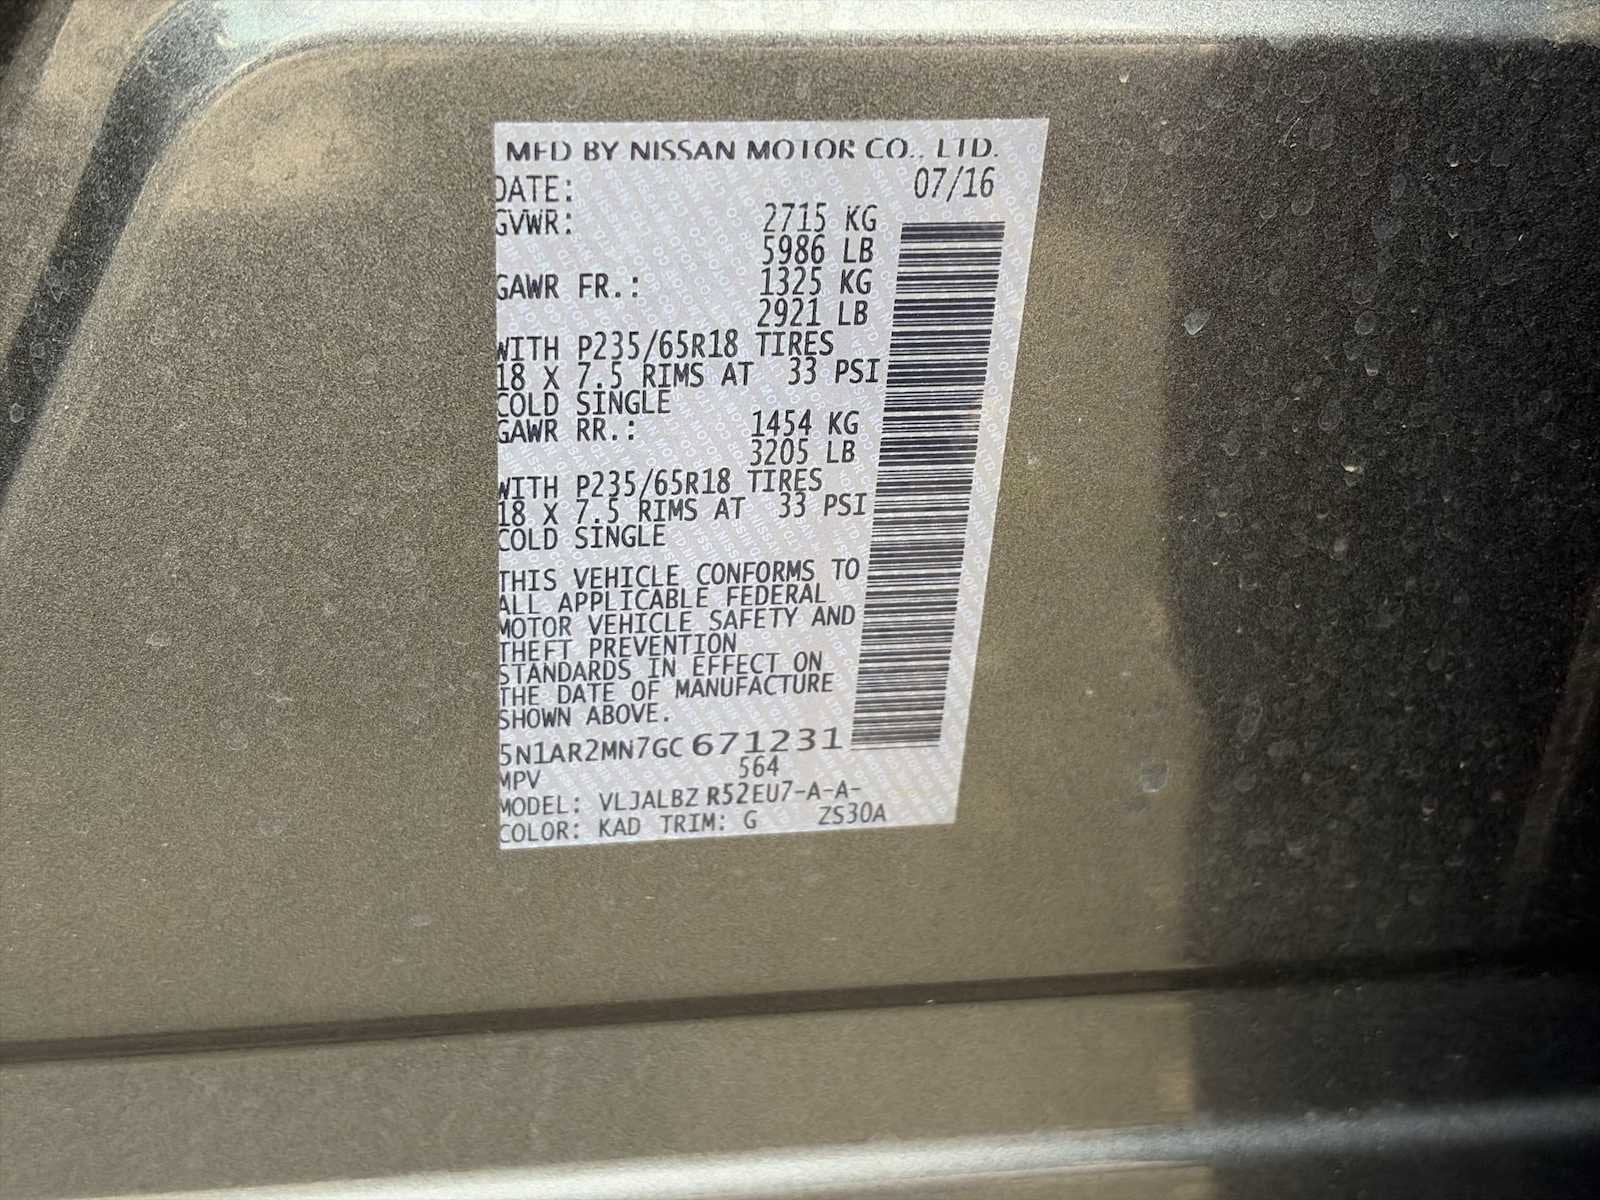 MFD BY NISSAN MOTOR CO., LTD.
DATE: 07/16
GVWR: 2715 KG
5986 LB
GAWR FR.: 1325 KG
2921 LB
WITH P235/65R18 TIRES
18 X 7.5 RIMS AT 33 PSI
COLD SINGLE
GAWR RR.: 1454 KG
3205 LB
WITH P235/65R18 TIRES
18 X 7.5 RIMS AT 33 PSI
COLD SINGLE
THIS VEHICLE CONFORMS TO
ALL APPLICABLE FEDERAL
MOTOR VEHICLE SAFETY AND
THEFT PREVENTION
STANDARDS IN EFFECT ON
THE DATE OF MANUFACTURE
SHOWN ABOVE.
5N1AR2MN7GC671231
MPV 564
MODEL: VLJALBZ R52EU7-A-A-
COLOR: KAD TRIM: G ZS30A